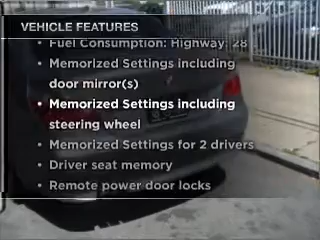 VEHICLE FEATURES
• Fuel Consumption: Highway: 28
• Memorized Settings including
door mirror(s)
• Memorized Settings including
steering wheel
• Memorized Settings for 2 drivers
• Driver seat memory
• Remote power door locks